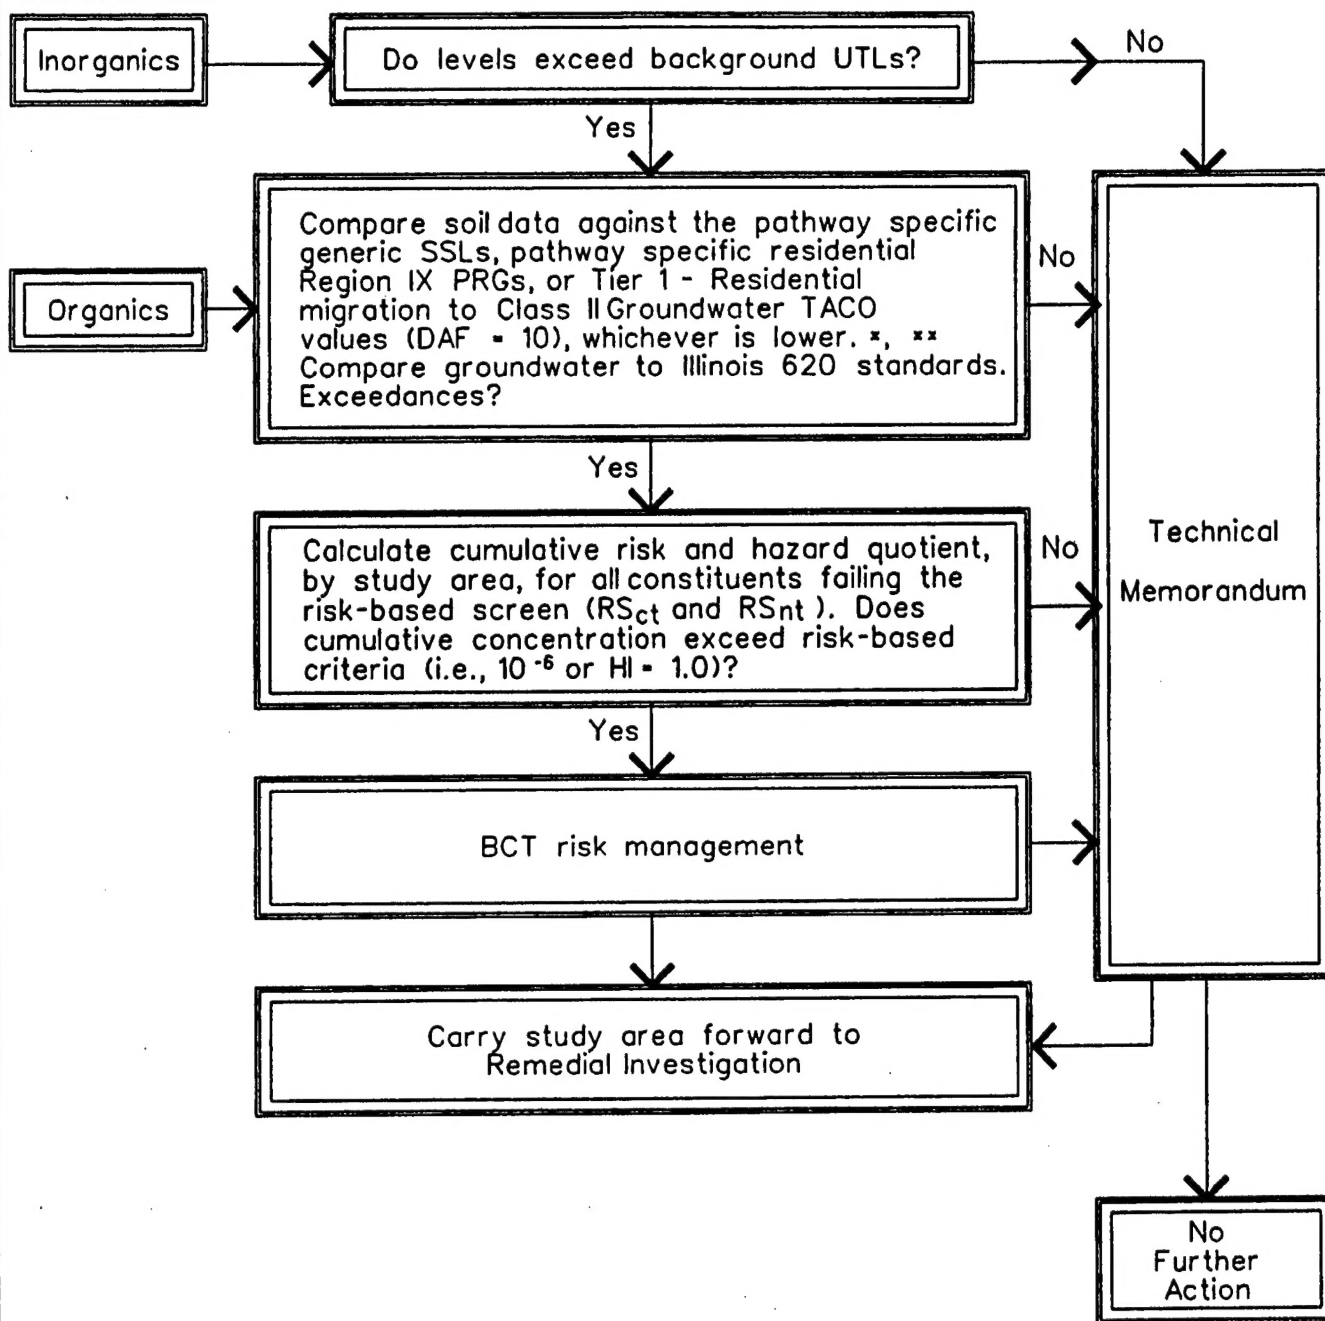 Inorganics
Do levels exceed background UTLs?
No
Yes
Compare soil data against the pathway specific
generic SSLs, pathway specific residential
Region IX PRGs, or Tier 1 - Residential
migration to Class II Groundwater TACO
values (DAF = 10), whichever is lower. *, **
Compare groundwater to Illinois 620 standards.
Exceedances?
No
Organics
Yes
Calculate cumulative risk and hazard quotient,
by study area, for all constituents failing the
risk-based screen (RSct and RSnt). Does
cumulative concentration exceed risk-based
criteria (i.e., 10⁻⁶ or HI = 1.0)?
No
Technical
Memorandum
Yes
BCT risk management
Carry study area forward to
Remedial Investigation
No
Further
Action